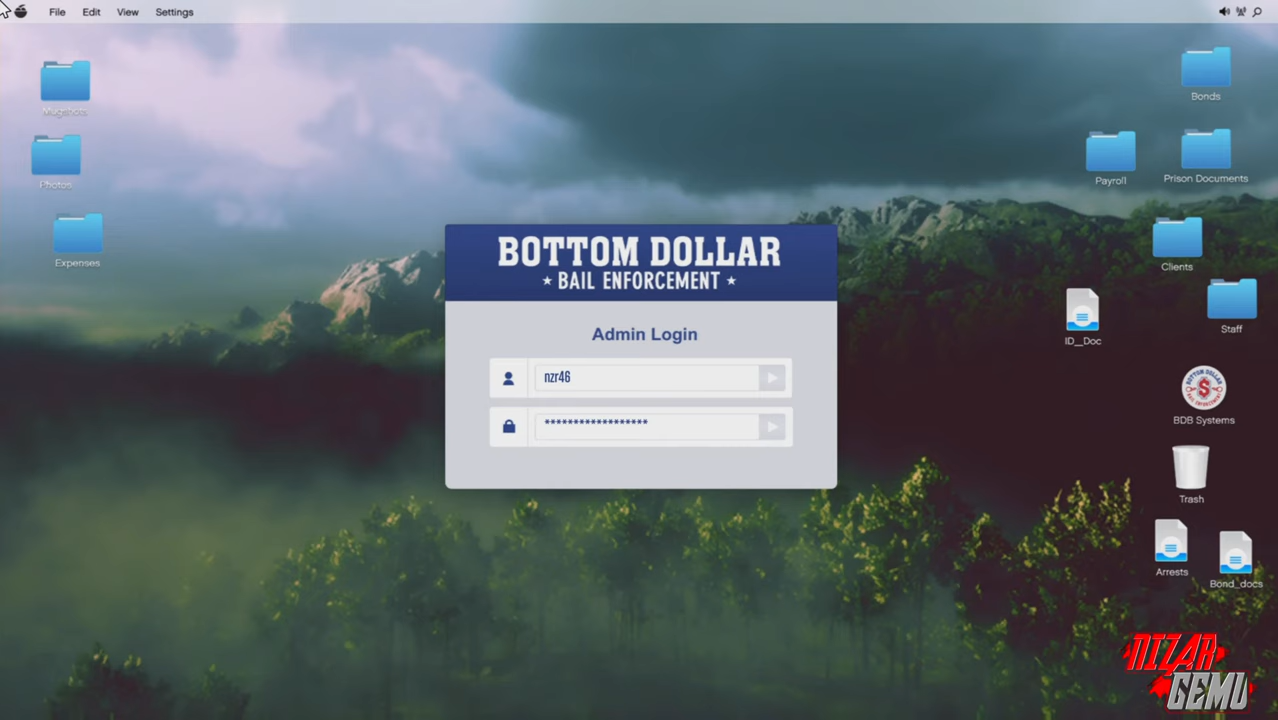 File Edit View Settings
Mugshots
Photos
Expenses
Bonds
Payroll
Prison Documents
Clients
ID__Doc
Staff
BDB Systems
Trash
Arrests
Bond_docs
BOTTOM DOLLAR
★ BAIL ENFORCEMENT ★
Admin Login
nzr46
******************
NIZAR
GEMU